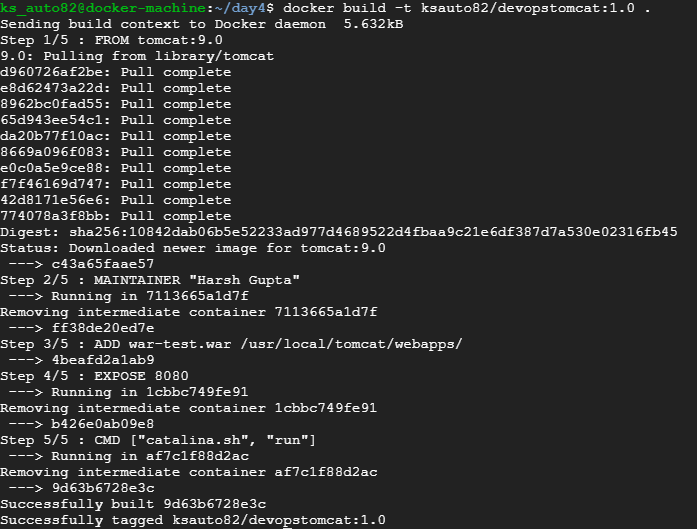 ks_auto82@docker-machine:~/day4$ docker build -t ksauto82/devopstomcat:1.0 .
Sending build context to Docker daemon  5.632kB
Step 1/5 : FROM tomcat:9.0
9.0: Pulling from library/tomcat
d960726af2be: Pull complete
e8d62473a22d: Pull complete
8962bc0fad55: Pull complete
65d943ee54c1: Pull complete
da20b77f10ac: Pull complete
8669a096f083: Pull complete
e0c0a5e9ce88: Pull complete
f7f46169d747: Pull complete
42d8171e56e6: Pull complete
774078a3f8bb: Pull complete
Digest: sha256:10842dab06b5e52233ad977d4689522d4fbaa9c21e6df387d7a530e02316fb45
Status: Downloaded newer image for tomcat:9.0
 ---> c43a65faae57
Step 2/5 : MAINTAINER "Harsh Gupta"
 ---> Running in 7113665a1d7f
Removing intermediate container 7113665a1d7f
 ---> ff38de20ed7e
Step 3/5 : ADD war-test.war /usr/local/tomcat/webapps/
 ---> 4beafd2a1ab9
Step 4/5 : EXPOSE 8080
 ---> Running in 1cbbc749fe91
Removing intermediate container 1cbbc749fe91
 ---> b426e0ab09e8
Step 5/5 : CMD ["catalina.sh", "run"]
 ---> Running in af7c1f88d2ac
Removing intermediate container af7c1f88d2ac
 ---> 9d63b6728e3c
Successfully built 9d63b6728e3c
Successfully tagged ksauto82/devopstomcat:1.0